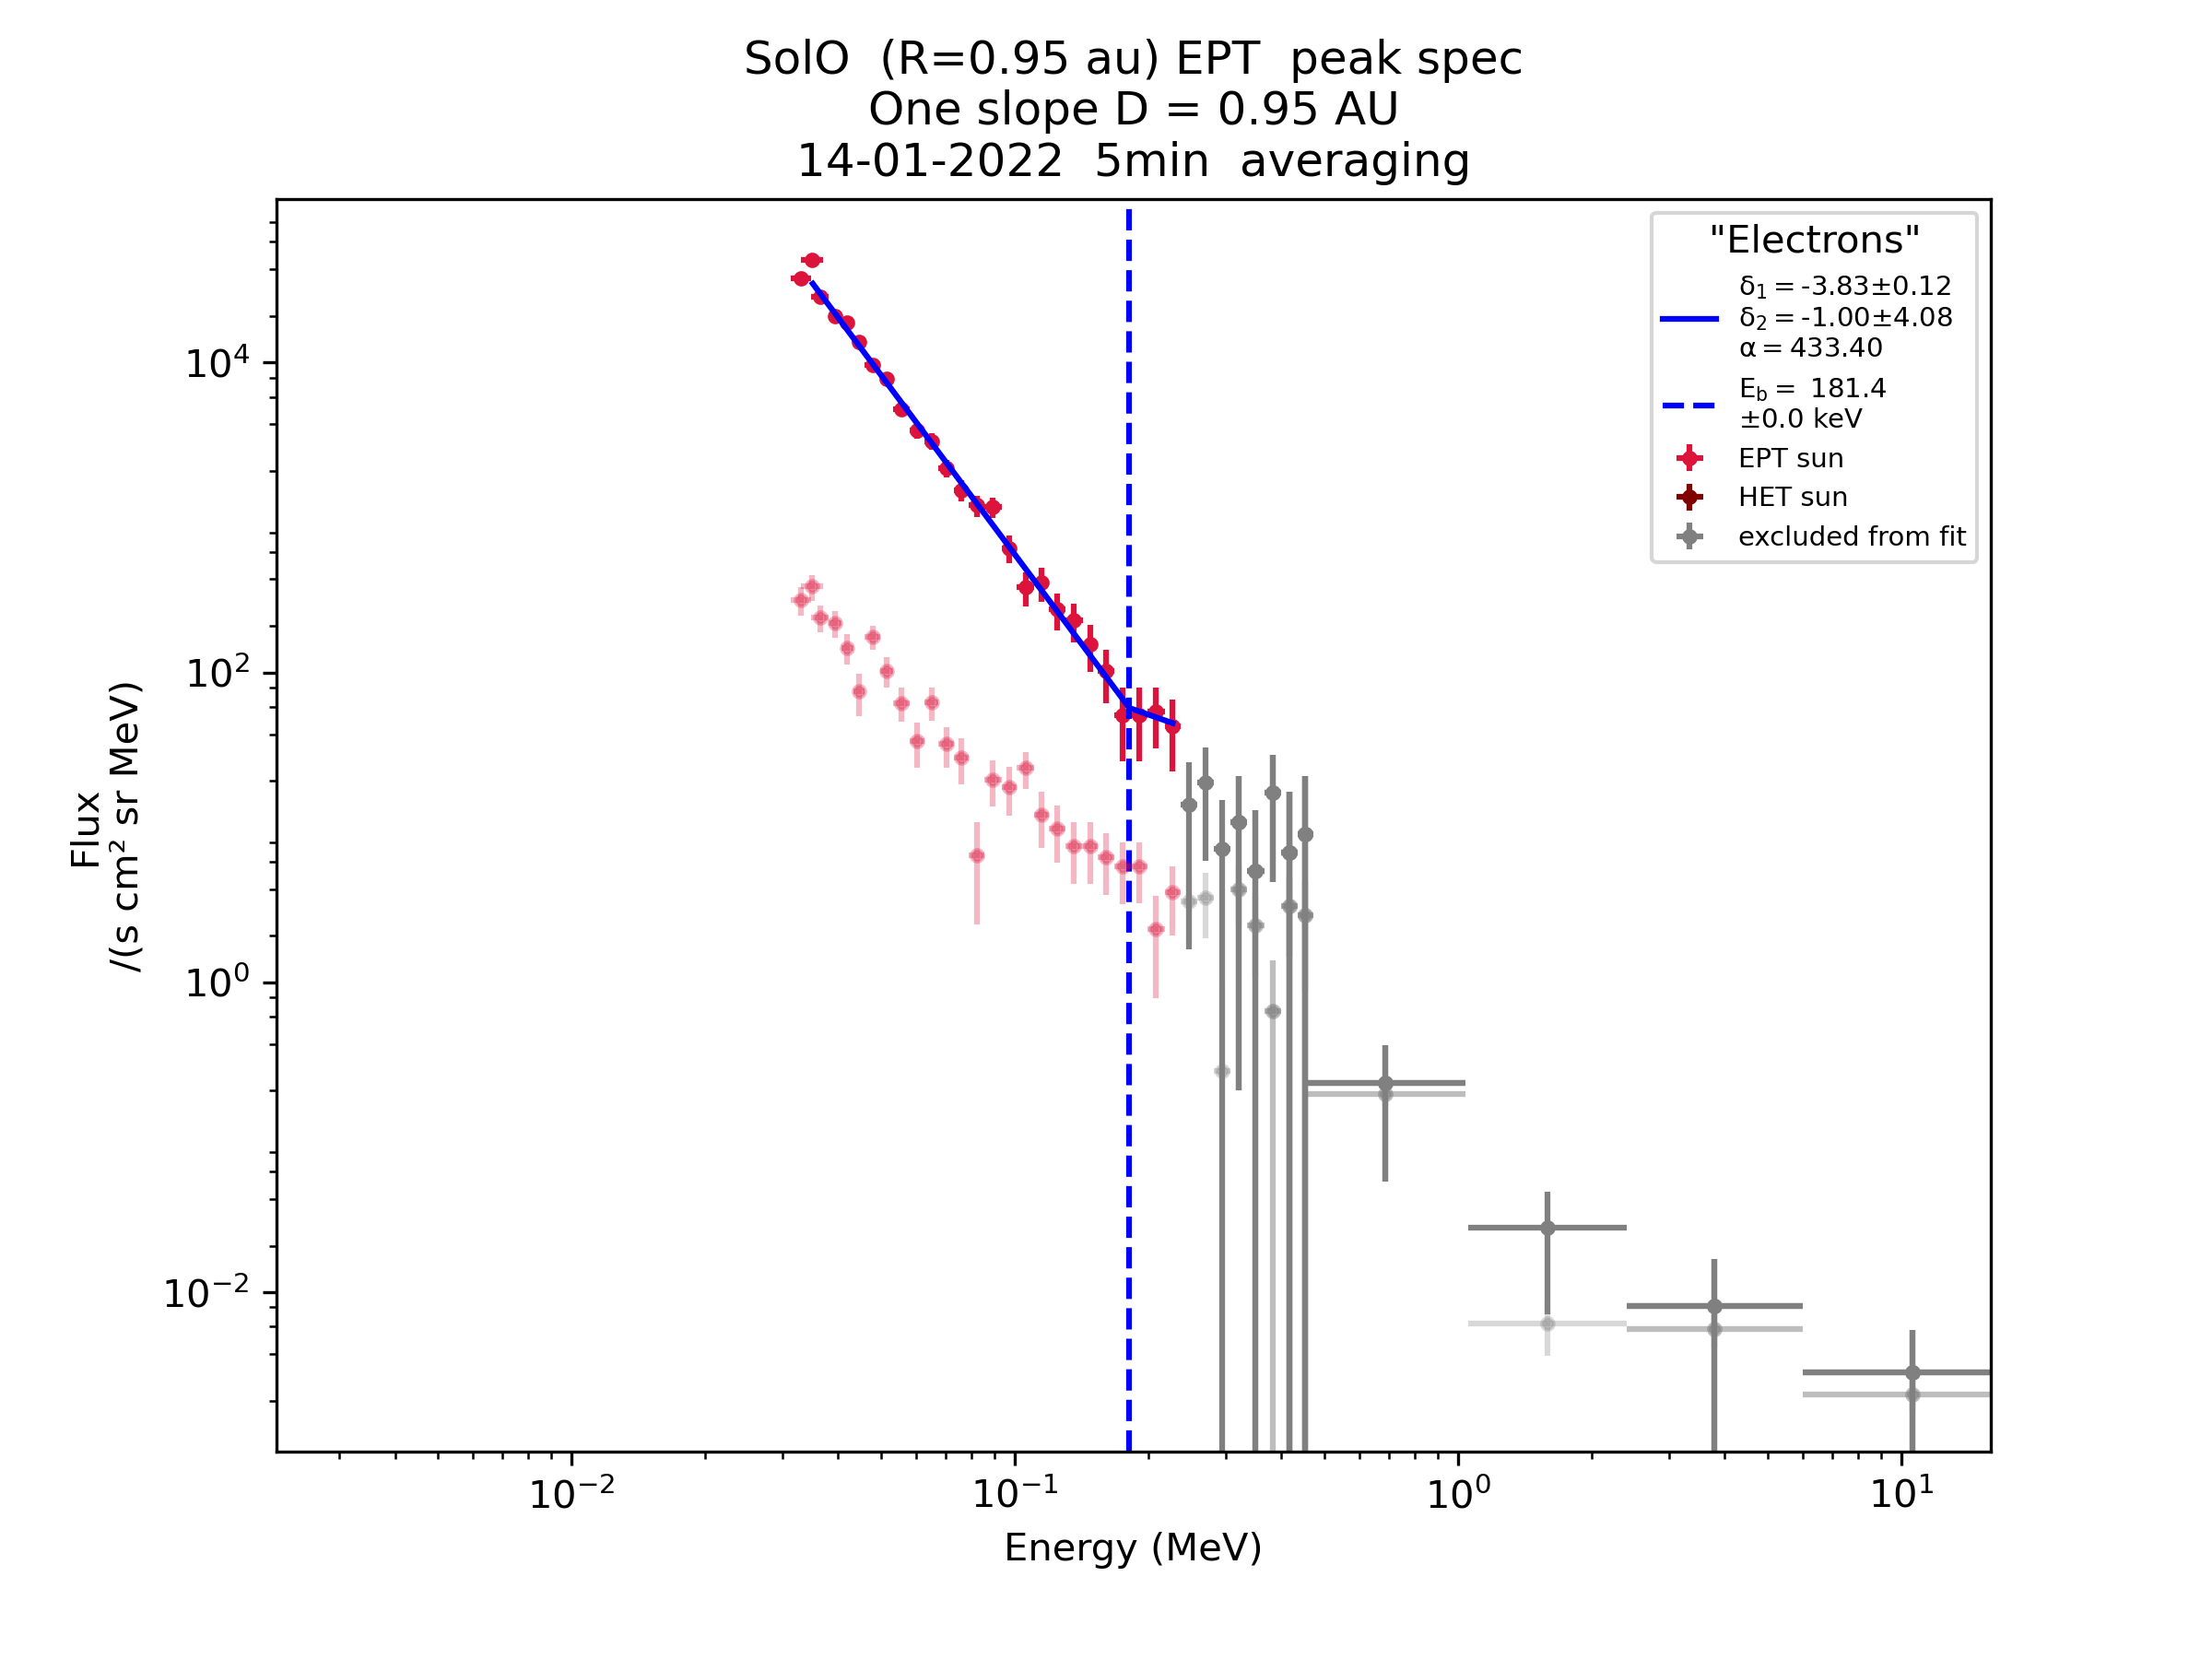 SolO  (R=0.95 au) EPT  peak spec
One slope D = 0.95 AU
14-01-2022  5min  averaging
"Electrons"
δ₁ = -3.83±0.12
δ₂ = -1.00±4.08
α = 433.40
E_b =  181.4
±0.0 keV
EPT sun
HET sun
excluded from fit
Flux
/(s cm² sr MeV)
10⁴
10²
10⁰
10⁻²
10⁻²
10⁻¹
10⁰
10¹
Energy (MeV)